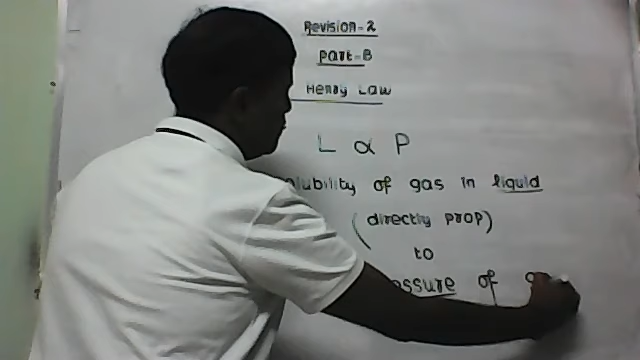 Revision-2
Part-B
Henry Law
L ∝ P
olubility of gas in liquid
(directly prop)
to
essure of